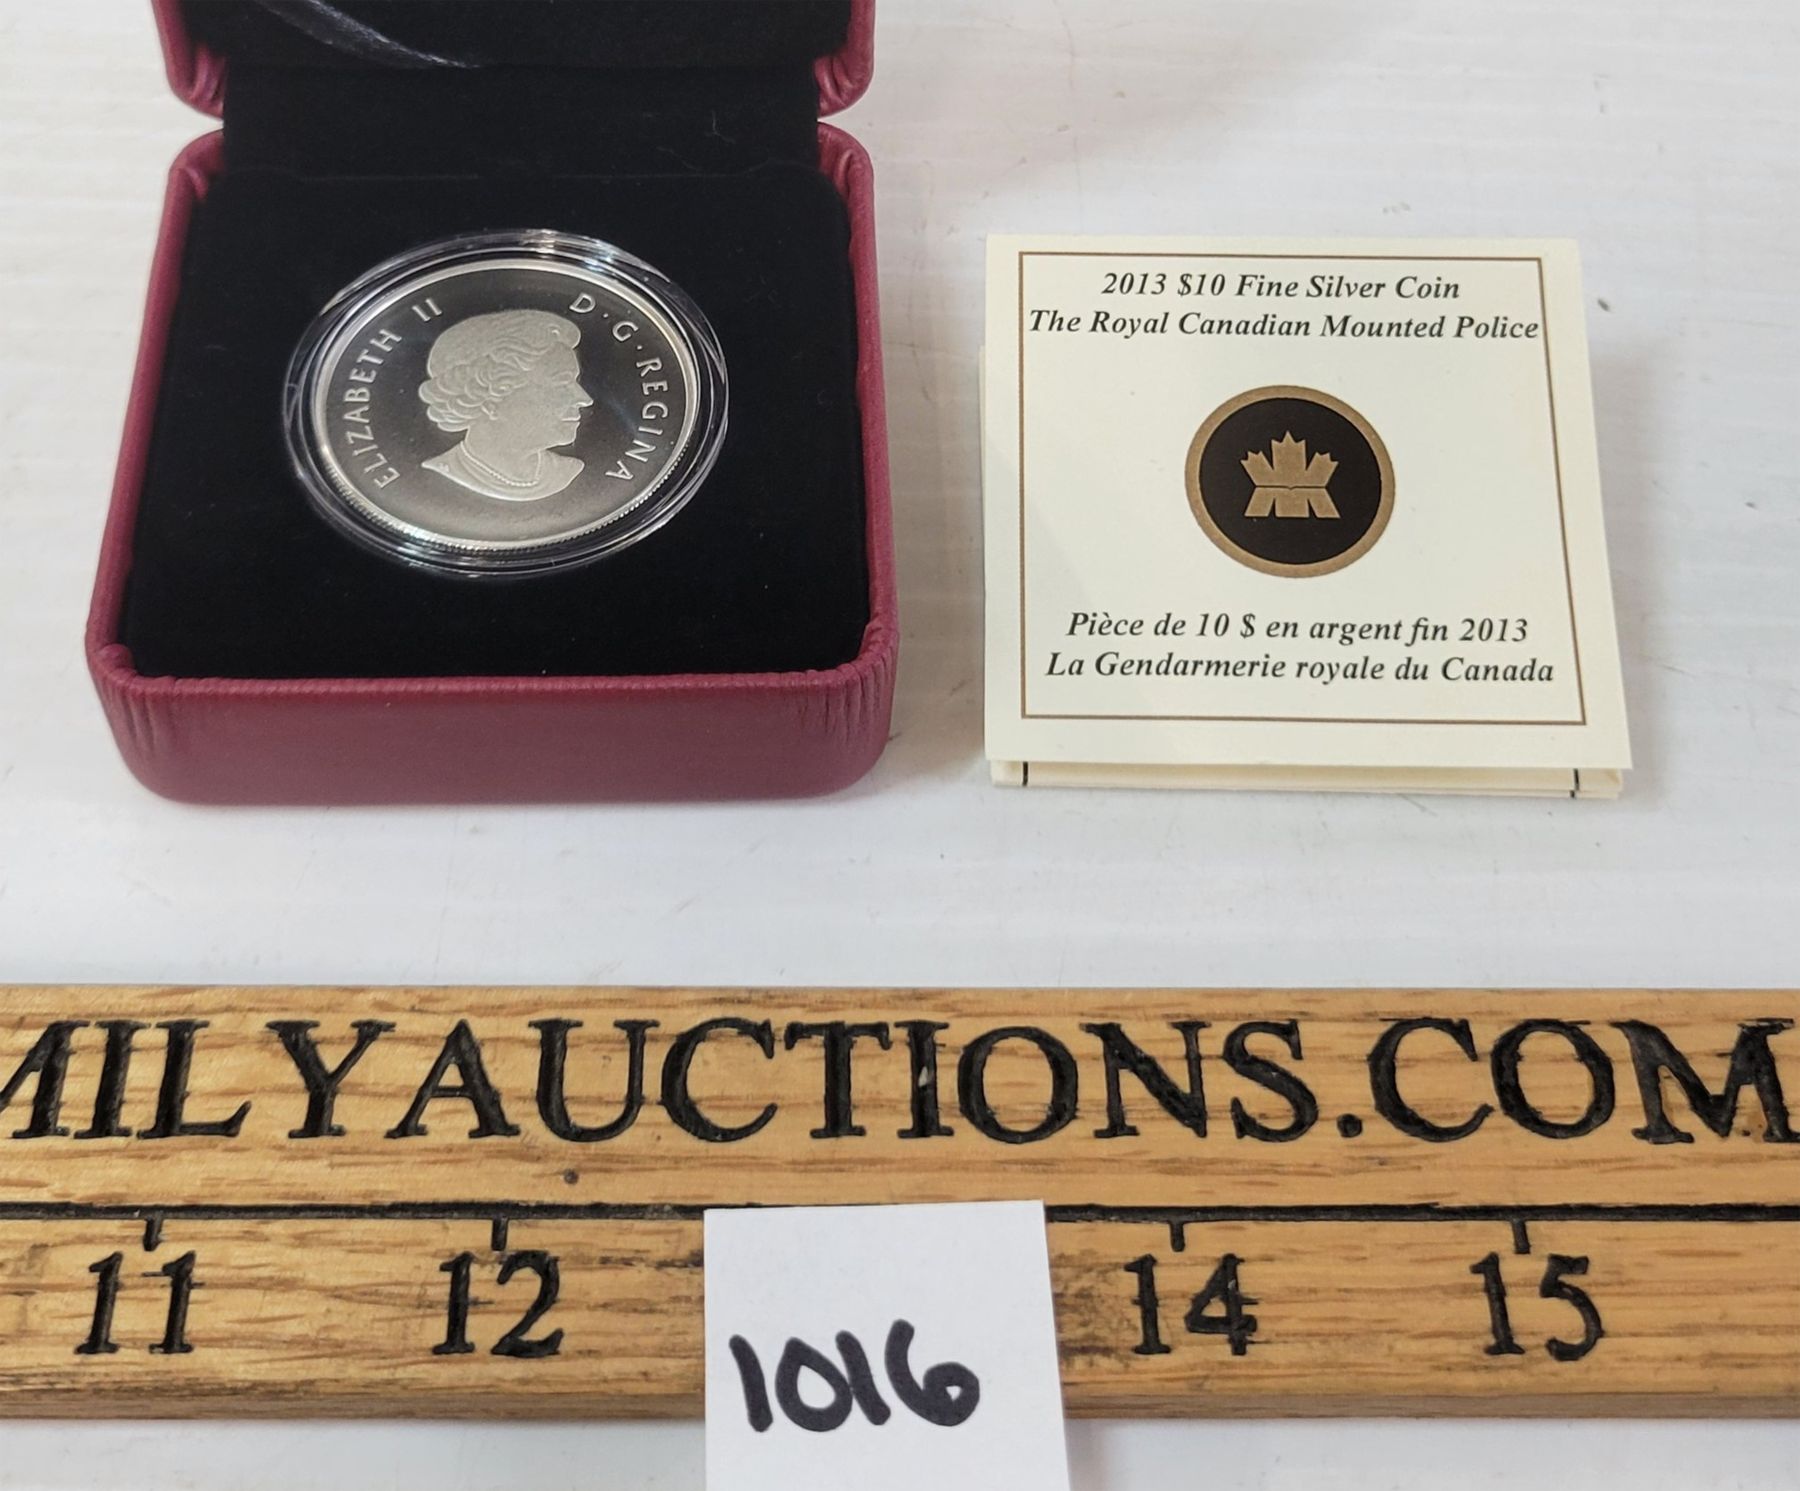 ELIZABETH II D·G·REGINA
2013 $10 Fine Silver Coin
The Royal Canadian Mounted Police
Pièce de 10 $ en argent fin 2013
La Gendarmerie royale du Canada
MILYAUCTIONS.COM
11 12 14 15
1016